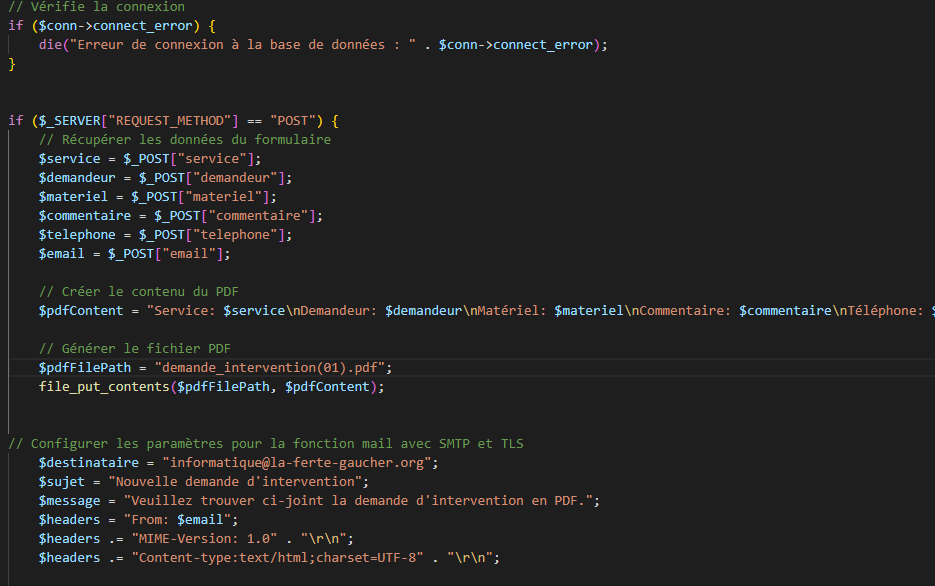 // Vérifie la connexion
if ($conn->connect_error) {
die("Erreur de connexion à la base de données : " . $conn->connect_error);
}
if ($_SERVER["REQUEST_METHOD"] == "POST") {
// Récupérer les données du formulaire
$service = $_POST["service"];
$demandeur = $_POST["demandeur"];
$materiel = $_POST["materiel"];
$commentaire = $_POST["commentaire"];
$telephone = $_POST["telephone"];
$email = $_POST["email"];
// Créer le contenu du PDF
$pdfContent = "Service: $service\nDemandeur: $demandeur\nMatériel: $materiel\nCommentaire: $commentaire\nTéléphone: $
// Générer le fichier PDF
$pdfFilePath = "demande_intervention(01).pdf";
file_put_contents($pdfFilePath, $pdfContent);
// Configurer les paramètres pour la fonction mail avec SMTP et TLS
$destinataire = "informatique@la-ferte-gaucher.org";
$sujet = "Nouvelle demande d'intervention";
$message = "Veuillez trouver ci-joint la demande d'intervention en PDF.";
$headers = "From: $email";
$headers .= "MIME-Version: 1.0" . "\r\n";
$headers .= "Content-type:text/html;charset=UTF-8" . "\r\n";